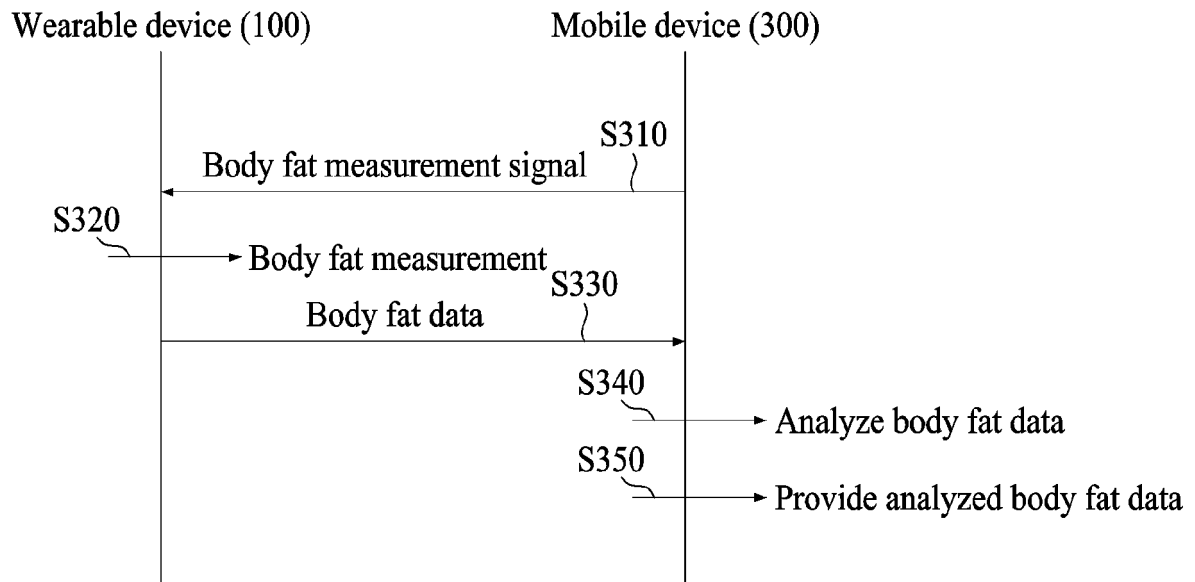 Wearable device (100)
Mobile device (300)
S310
Body fat measurement signal
S320
Body fat measurement
S330
Body fat data
S340
Analyze body fat data
S350
Provide analyzed body fat data